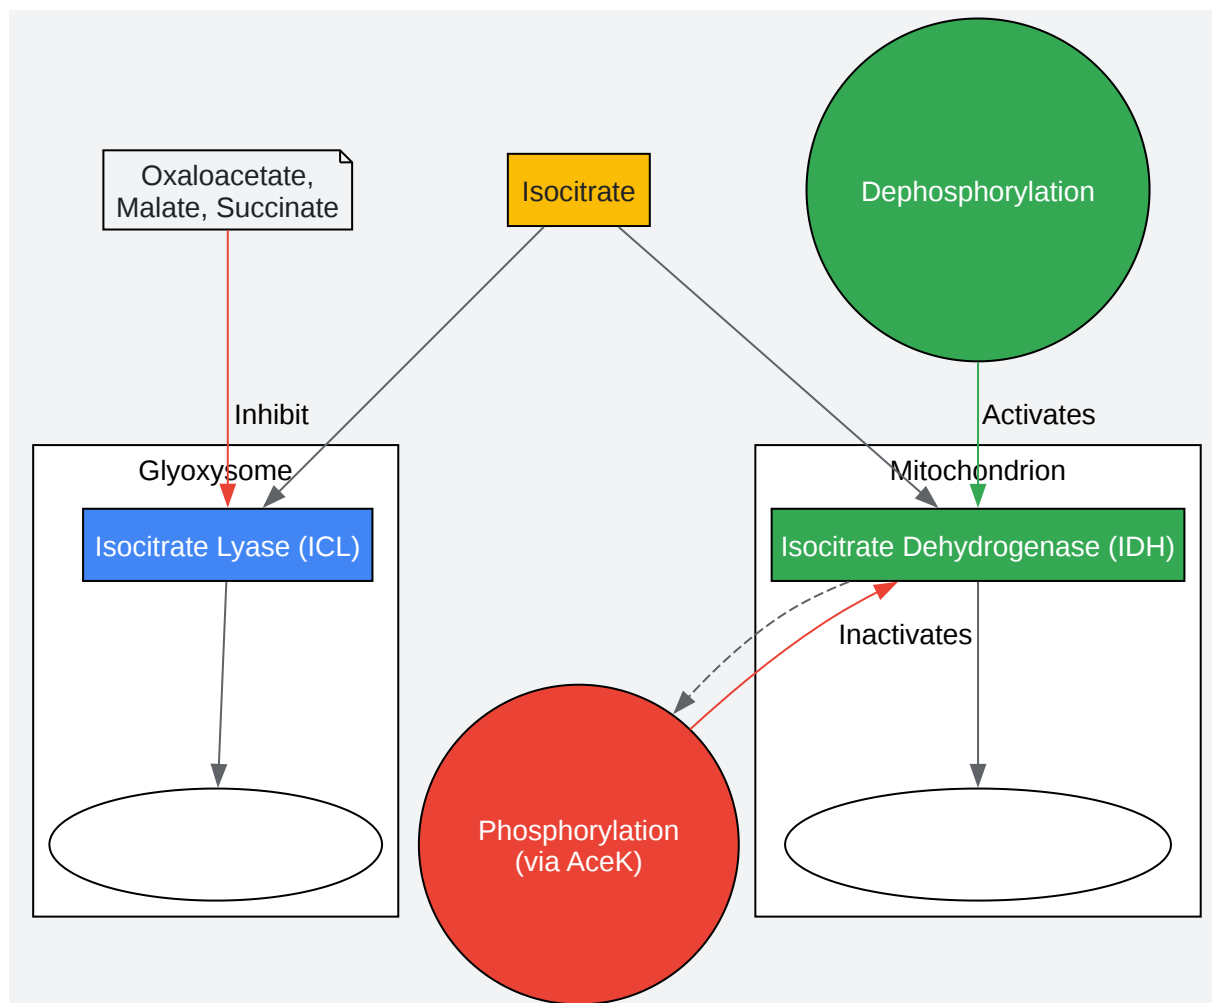 Oxaloacetate,
Malate, Succinate
Isocitrate
Dephosphorylation
Inhibit
Activates
Glyoxysome
Mitochondrion
Isocitrate Lyase (ICL)
Isocitrate Dehydrogenase (IDH)
Inactivates
Phosphorylation
(via AceK)